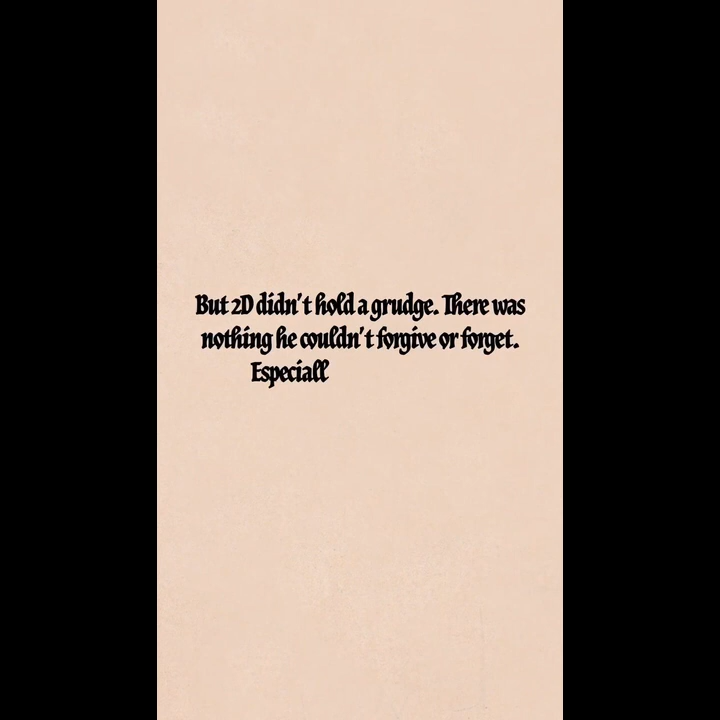 But 2D didn't hold a grudge. There was
nothing he couldn't forgive or forget.
Especiall